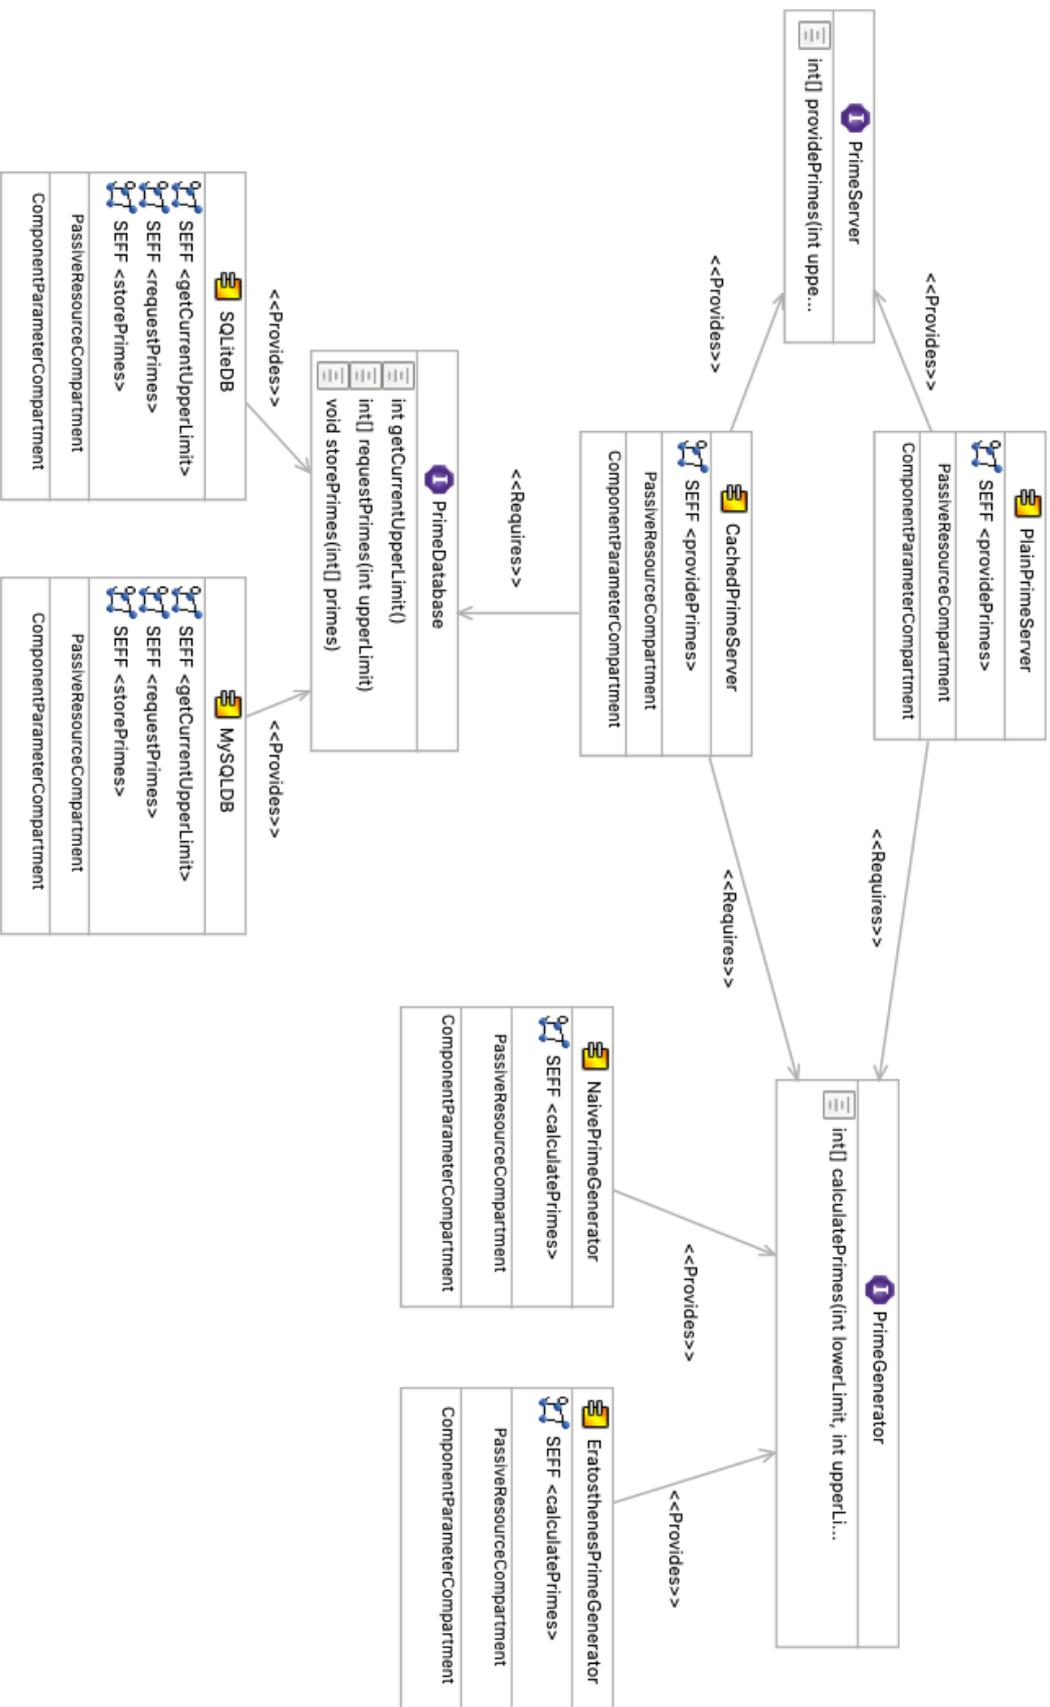 PlainPrimeServer
SEFF <providePrimes>
PassiveResourceCompartment
ComponentParameterCompartment
<<Provides>>
<<Requires>>
PrimeServer
int[] providePrimes(int uppe...
PrimeGenerator
int[] calculatePrimes(int lowerLimit, int upperLi...
<<Provides>>
<<Requires>>
CachedPrimeServer
SEFF <providePrimes>
PassiveResourceCompartment
ComponentParameterCompartment
<<Requires>>
<<Provides>>
<<Provides>>
NaivePrimeGenerator
SEFF <calculatePrimes>
PassiveResourceCompartment
ComponentParameterCompartment
EratosthenesPrimeGenerator
SEFF <calculatePrimes>
PassiveResourceCompartment
ComponentParameterCompartment
PrimeDatabase
int getCurrentUpperLimit()
int[] requestPrimes(int upperLimit)
void storePrimes(int[] primes)
<<Provides>>
<<Provides>>
SQLiteDB
SEFF <getCurrentUpperLimit>
SEFF <requestPrimes>
SEFF <storePrimes>
PassiveResourceCompartment
ComponentParameterCompartment
MySQLDB
SEFF <getCurrentUpperLimit>
SEFF <requestPrimes>
SEFF <storePrimes>
PassiveResourceCompartment
ComponentParameterCompartment